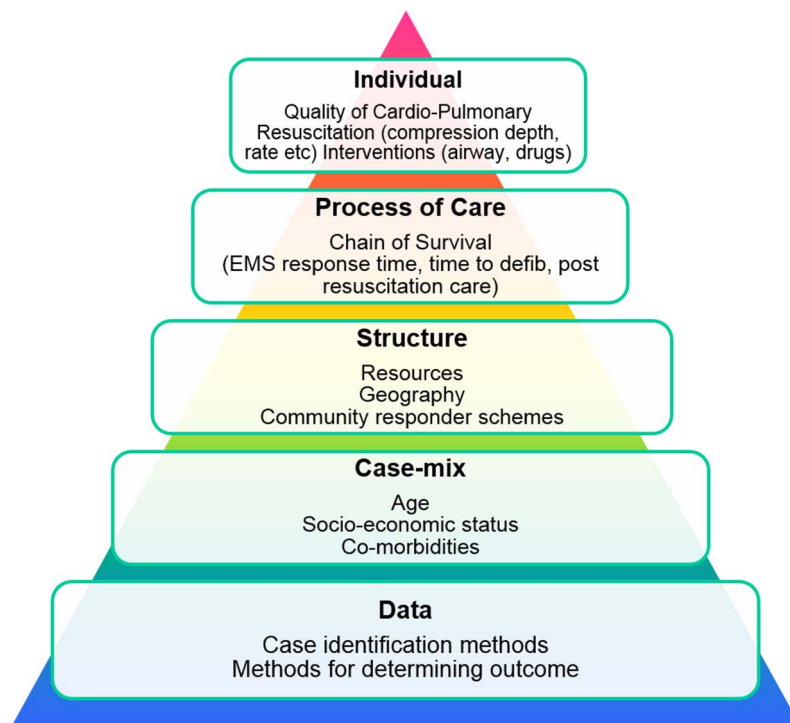 Individual
Quality of Cardio-Pulmonary
Resuscitation (compression depth,
rate etc) Interventions (airway, drugs)
Process of Care
Chain of Survival
(EMS response time, time to defib, post
resuscitation care)
Structure
Resources
Geography
Community responder schemes
Case-mix
Age
Socio-economic status
Co-morbidities
Data
Case identification methods
Methods for determining outcome